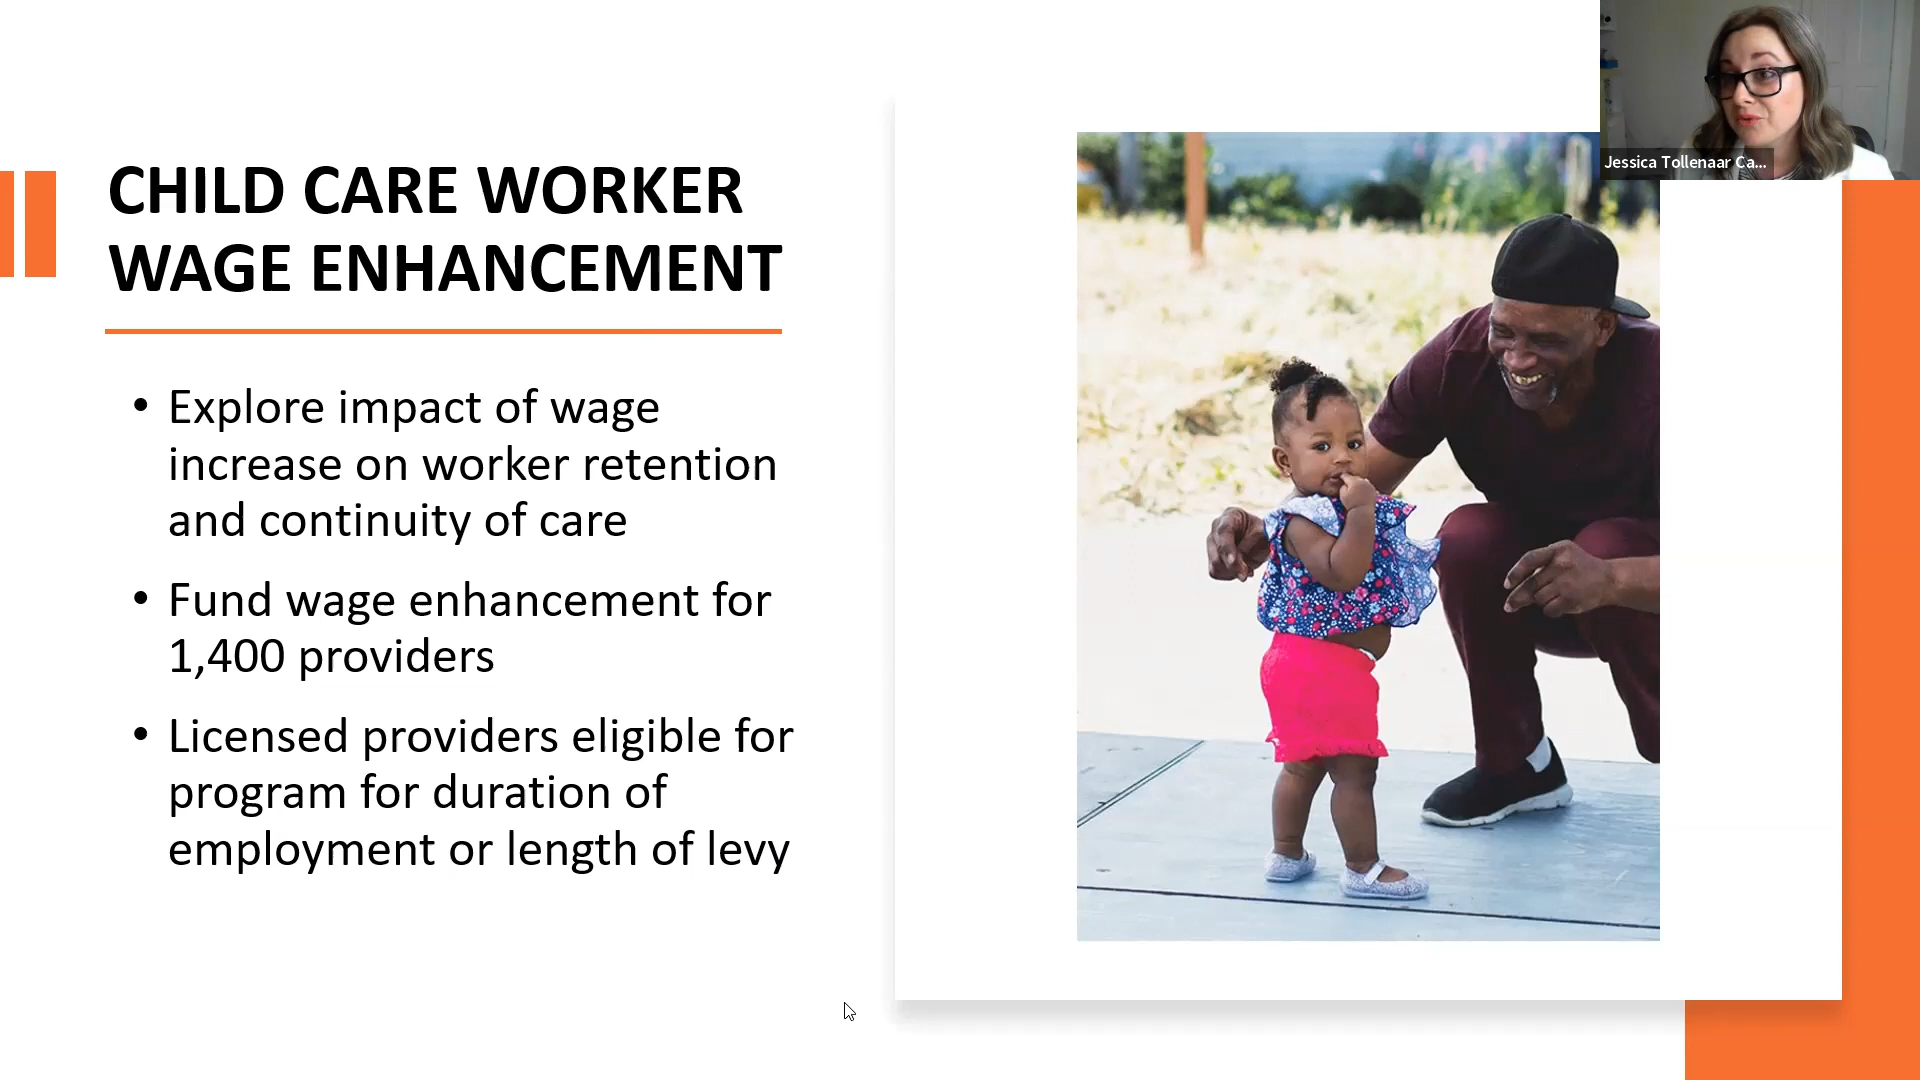 CHILD CARE WORKER
WAGE ENHANCEMENT
• Explore impact of wage
increase on worker retention
and continuity of care
• Fund wage enhancement for
1,400 providers
• Licensed providers eligible for
program for duration of
employment or length of levy
Jessica Tollenaar Ca...